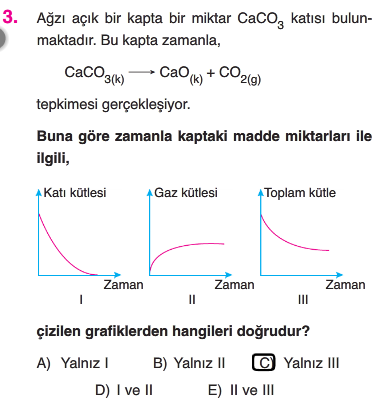 3. Ağzı açık bir kapta bir miktar CaCO3 katısı bulun-
maktadır. Bu kapta zamanla,
CaCO3(k) ⟶ CaO(k) + CO2(g)
tepkimesi gerçekleşiyor.
Buna göre zamanla kaptaki madde miktarları ile
ilgili,
Katı kütlesi Gaz kütlesi Toplam kütle
Zaman Zaman Zaman
I II III
çizilen grafiklerden hangileri doğrudur?
A) Yalnız I B) Yalnız II C) Yalnız III
D) I ve II E) II ve III